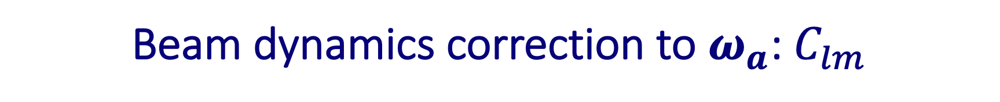 Beam dynamics correction to 𝝎ₐ: Cₗₘ